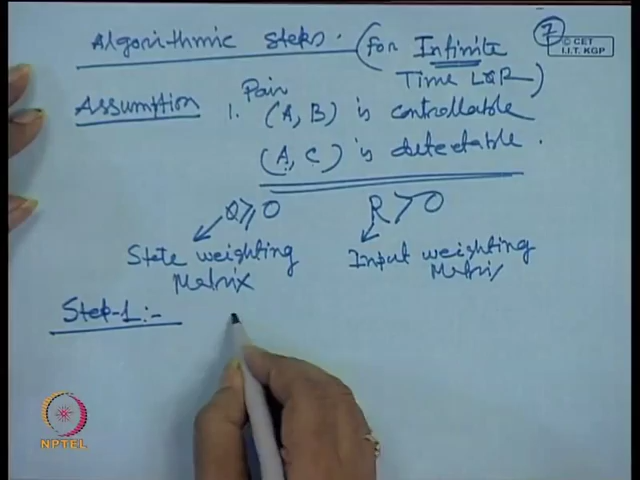 Algorithmic Steps. (For Infinite
Time LQR)
7
© CET
I.I.T. KGP
Assumption 1. Pair (A, B) is controllable
(A, C) is detectable.
Q ≥ 0 R > 0
State weighting Matrix
Input weighting Matrix
Step-1:-
NPTEL